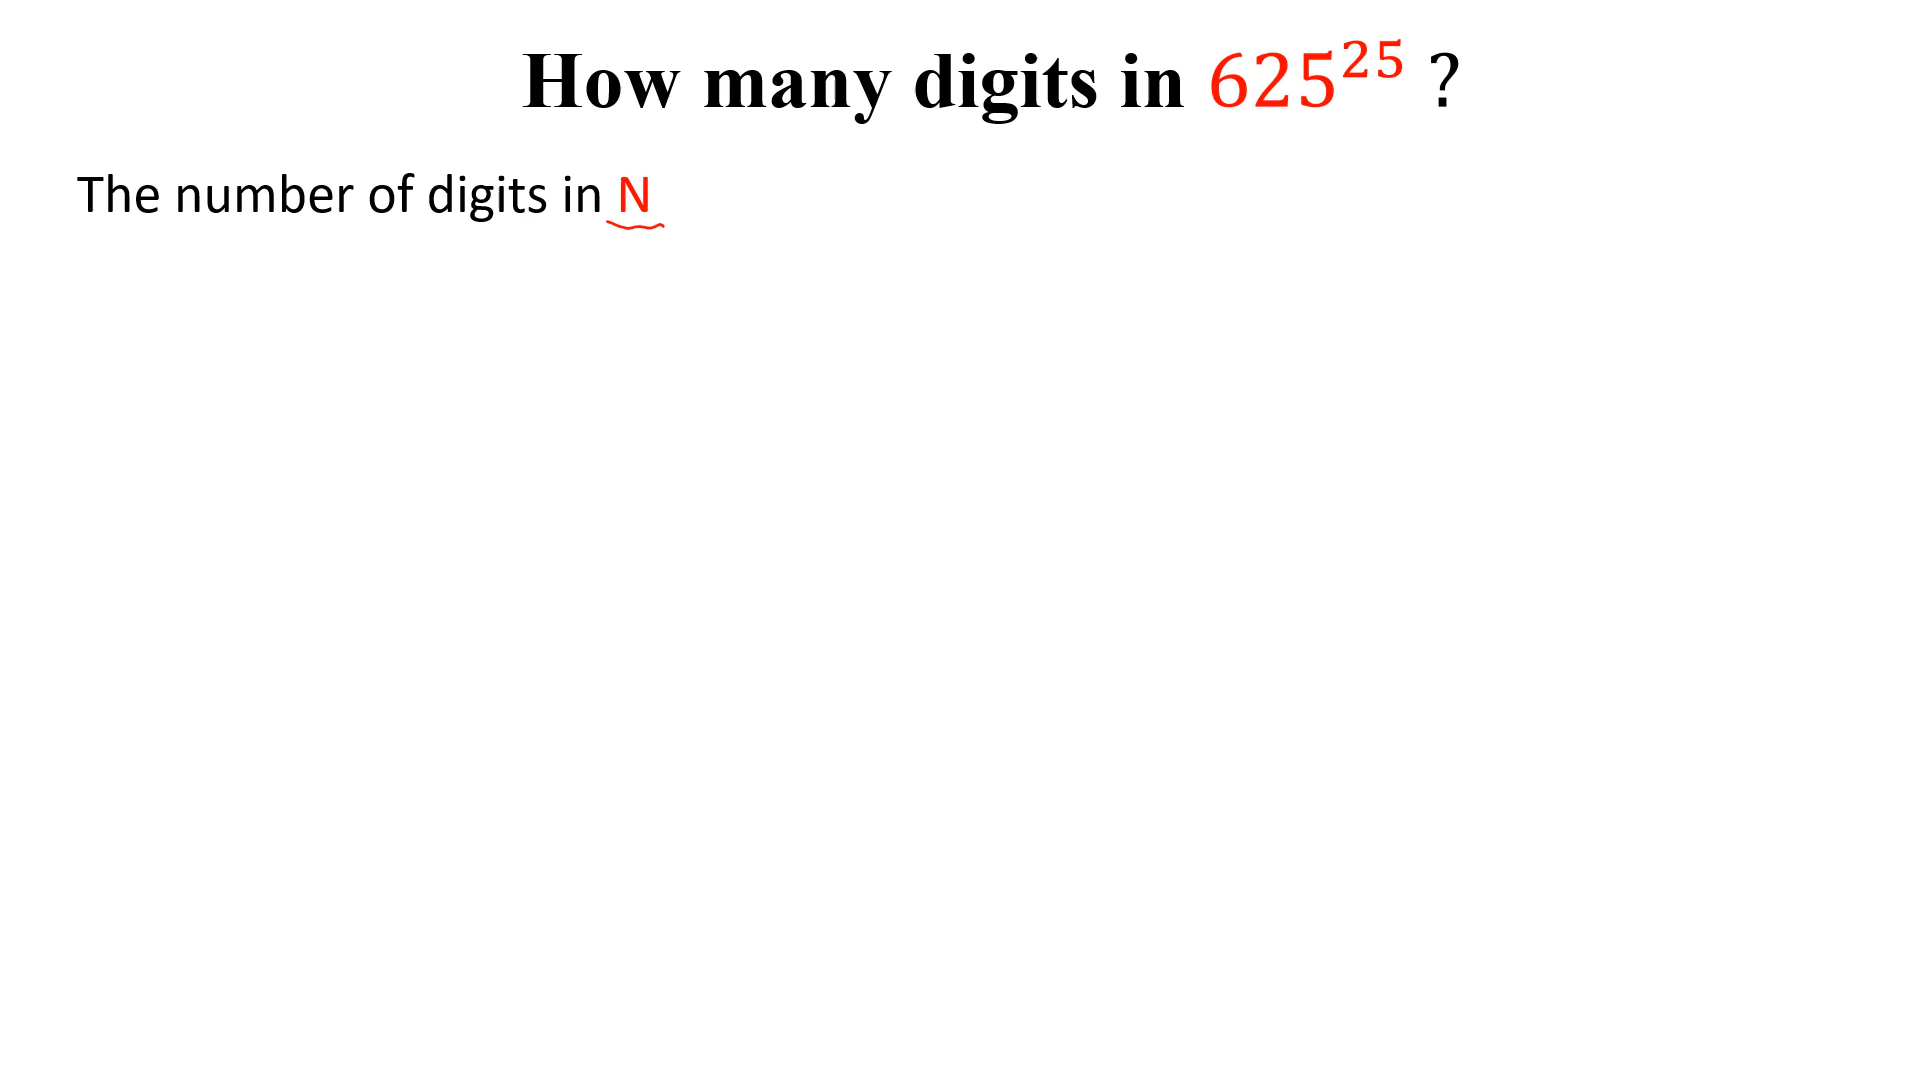 How many digits in 625²⁵ ?
The number of digits in N